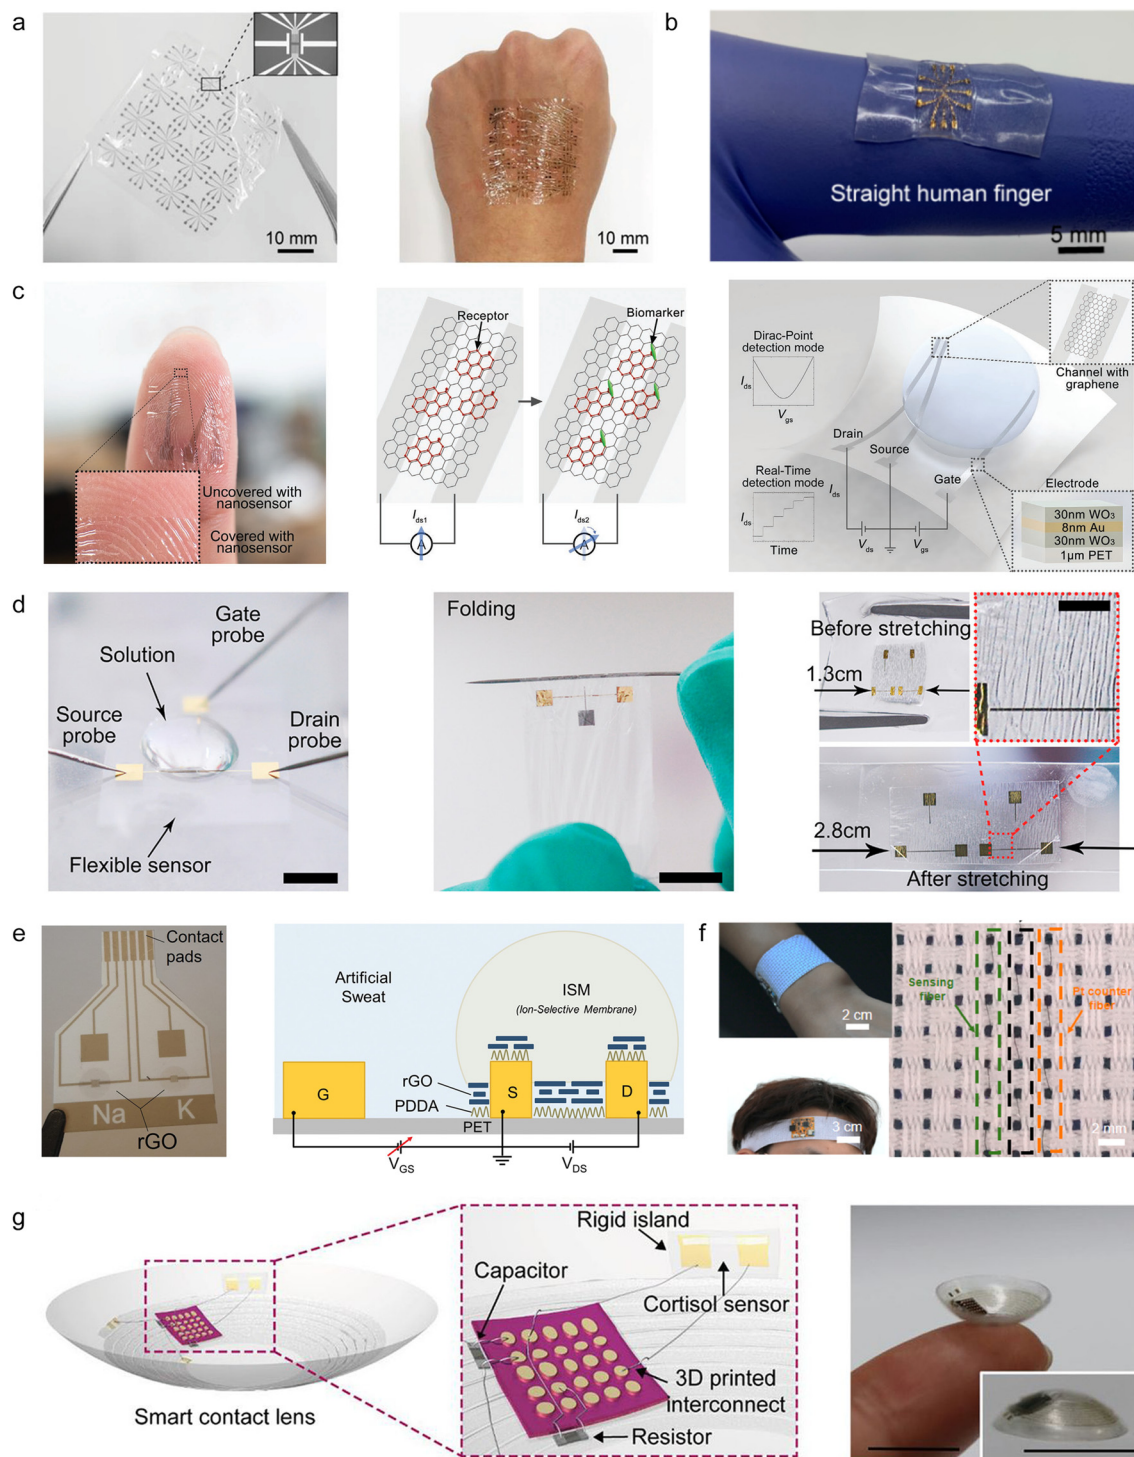 a
10 mm
10 mm
b
Straight human finger
5 mm
c
Uncovered with
nanosensor
Covered with
nanosensor
Receptor
Biomarker
Ids1
A
Ids2
A
Dirac-Point
detection mode
Ids
Vgs
Real-Time
detection mode
Ids
Time
Drain
Source
Gate
Ids
Vds
Vgs
Channel with
graphene
Electrode
30nm WO₃
8nm Au
30nm WO₃
1μm PET
d
Gate
probe
Solution
Source
probe
Drain
probe
Flexible sensor
Folding
Before stretching
1.3cm
2.8cm
After stretching
e
Contact
pads
Na
K
rGO
Artificial
Sweat
ISM
(Ion-Selective Membrane)
G
S
D
rGO
PDDA
PET
VGS
VDS
f
2 cm
3 cm
Sensing
fiber
Pt counter
fiber
2 mm
g
Smart contact lens
Rigid island
Capacitor
Cortisol sensor
3D printed
interconnect
Resistor